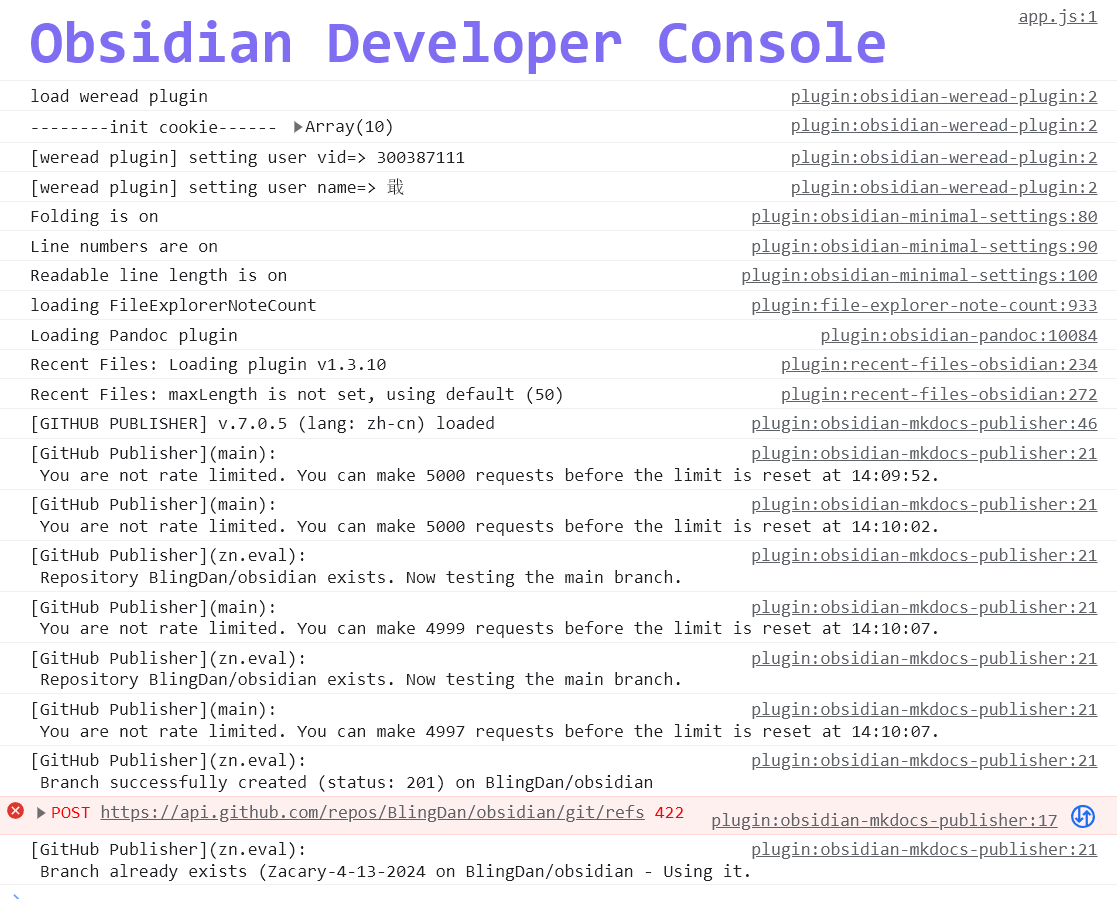 Obsidian Developer Console app.js:1
load weread plugin plugin:obsidian-weread-plugin:2
--------init cookie------ Array(10) plugin:obsidian-weread-plugin:2
[weread plugin] setting user vid=> 300387111 plugin:obsidian-weread-plugin:2
[weread plugin] setting user name=> plugin:obsidian-weread-plugin:2
Folding is on plugin:obsidian-minimal-settings:80
Line numbers are on plugin:obsidian-minimal-settings:90
Readable line length is on plugin:obsidian-minimal-settings:100
loading FileExplorerNoteCount plugin:file-explorer-note-count:933
Loading Pandoc plugin plugin:obsidian-pandoc:10084
Recent Files: Loading plugin v1.3.10 plugin:recent-files-obsidian:234
Recent Files: maxLength is not set, using default (50) plugin:recent-files-obsidian:272
[GITHUB PUBLISHER] v.7.0.5 (lang: zh-cn) loaded plugin:obsidian-mkdocs-publisher:46
[GitHub Publisher](main): plugin:obsidian-mkdocs-publisher:21
You are not rate limited. You can make 5000 requests before the limit is reset at 14:09:52.
[GitHub Publisher](main): plugin:obsidian-mkdocs-publisher:21
You are not rate limited. You can make 5000 requests before the limit is reset at 14:10:02.
[GitHub Publisher](zn.eval): plugin:obsidian-mkdocs-publisher:21
Repository BlingDan/obsidian exists. Now testing the main branch.
[GitHub Publisher](main): plugin:obsidian-mkdocs-publisher:21
You are not rate limited. You can make 4999 requests before the limit is reset at 14:10:07.
[GitHub Publisher](zn.eval): plugin:obsidian-mkdocs-publisher:21
Repository BlingDan/obsidian exists. Now testing the main branch.
[GitHub Publisher](main): plugin:obsidian-mkdocs-publisher:21
You are not rate limited. You can make 4997 requests before the limit is reset at 14:10:07.
[GitHub Publisher](zn.eval): plugin:obsidian-mkdocs-publisher:21
Branch successfully created (status: 201) on BlingDan/obsidian
POST https://api.github.com/repos/BlingDan/obsidian/git/refs 422 plugin:obsidian-mkdocs-publisher:17
[GitHub Publisher](zn.eval): plugin:obsidian-mkdocs-publisher:21
Branch already exists (Zacary-4-13-2024 on BlingDan/obsidian - Using it.